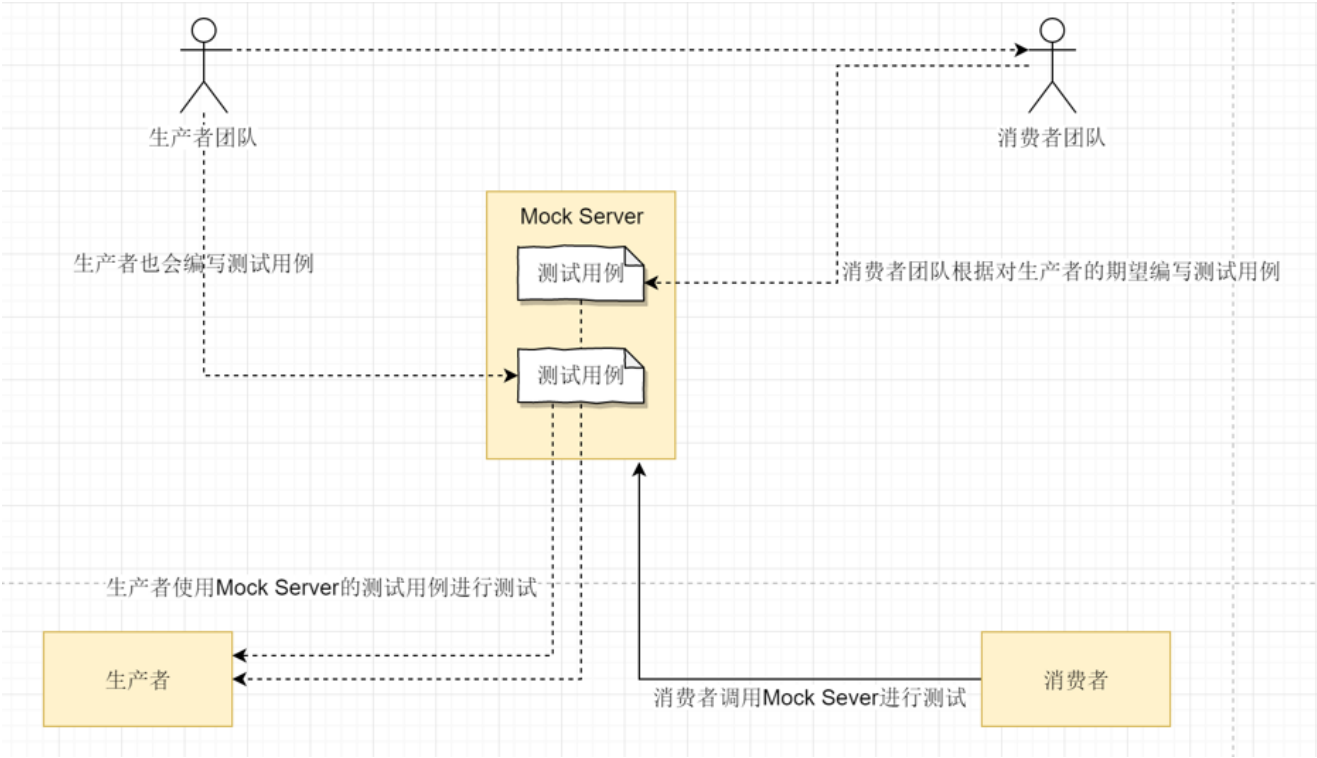 生产者团队
消费者团队
Mock Server
测试用例
生产者也会编写测试用例
消费者团队根据对生产者的期望编写测试用例
测试用例
生产者使用Mock Server的测试用例进行测试
生产者
消费者
消费者调用Mock Sever进行测试